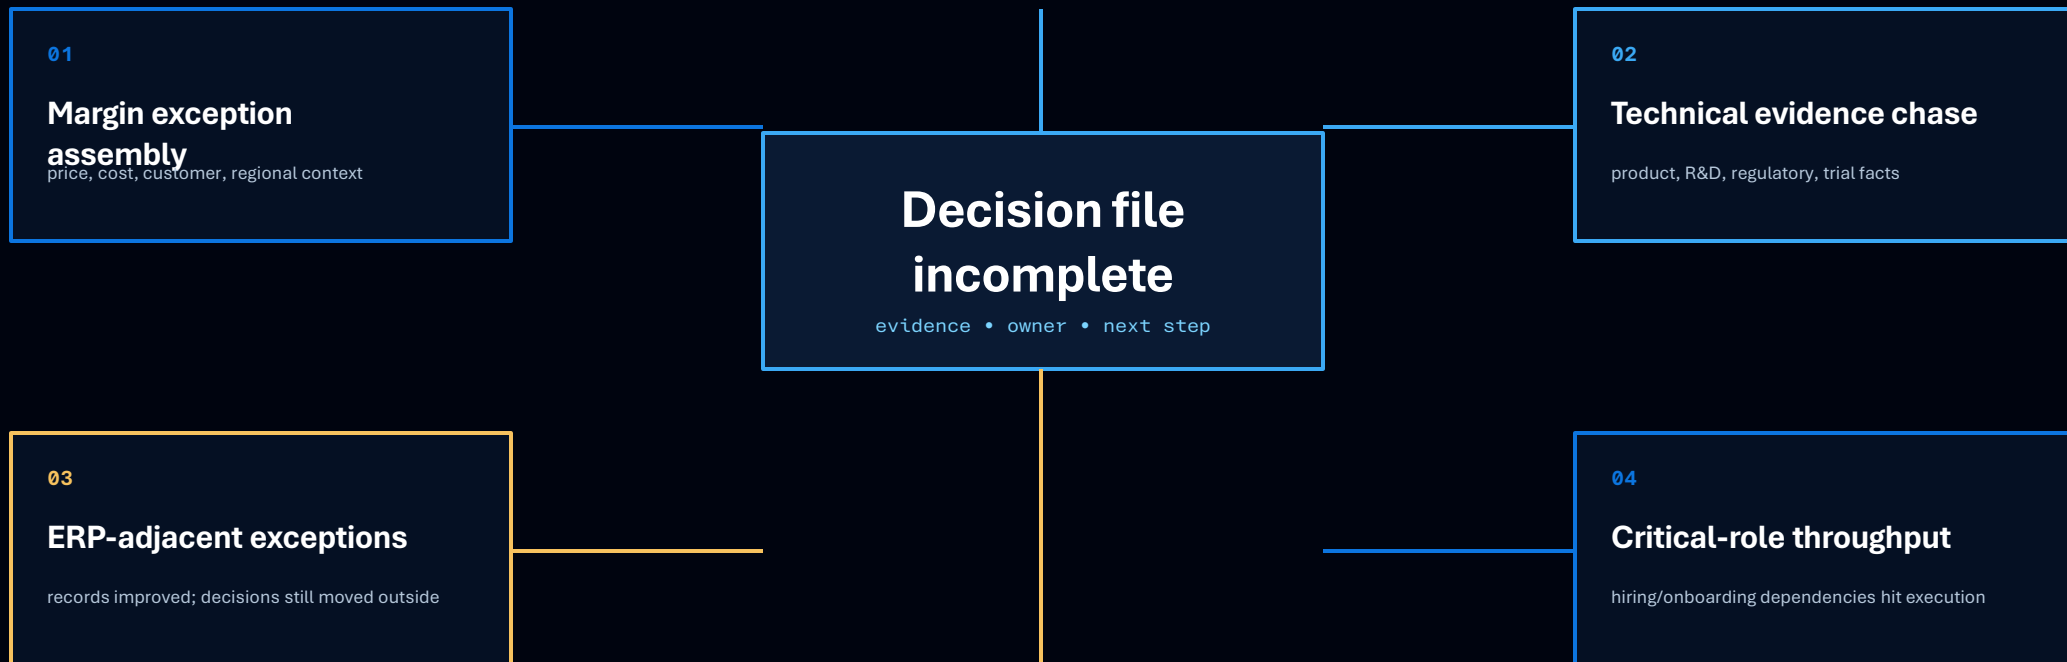 01
Margin exception
assembly
price, cost, customer, regional context
02
Technical evidence chase
product, R&D, regulatory, trial facts
Decision file
incomplete
evidence • owner • next step
03
ERP-adjacent exceptions
records improved; decisions still moved outside
04
Critical-role throughput
hiring/onboarding dependencies hit execution